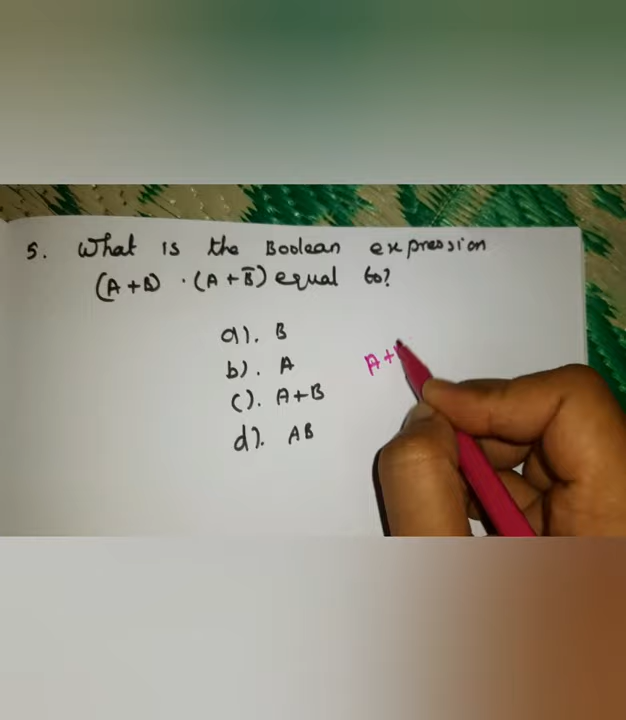 5. What is the Boolean expression
(A+B) · (A+B̅) equal to?
a). B
b). A
c). A+B
d). AB
A+